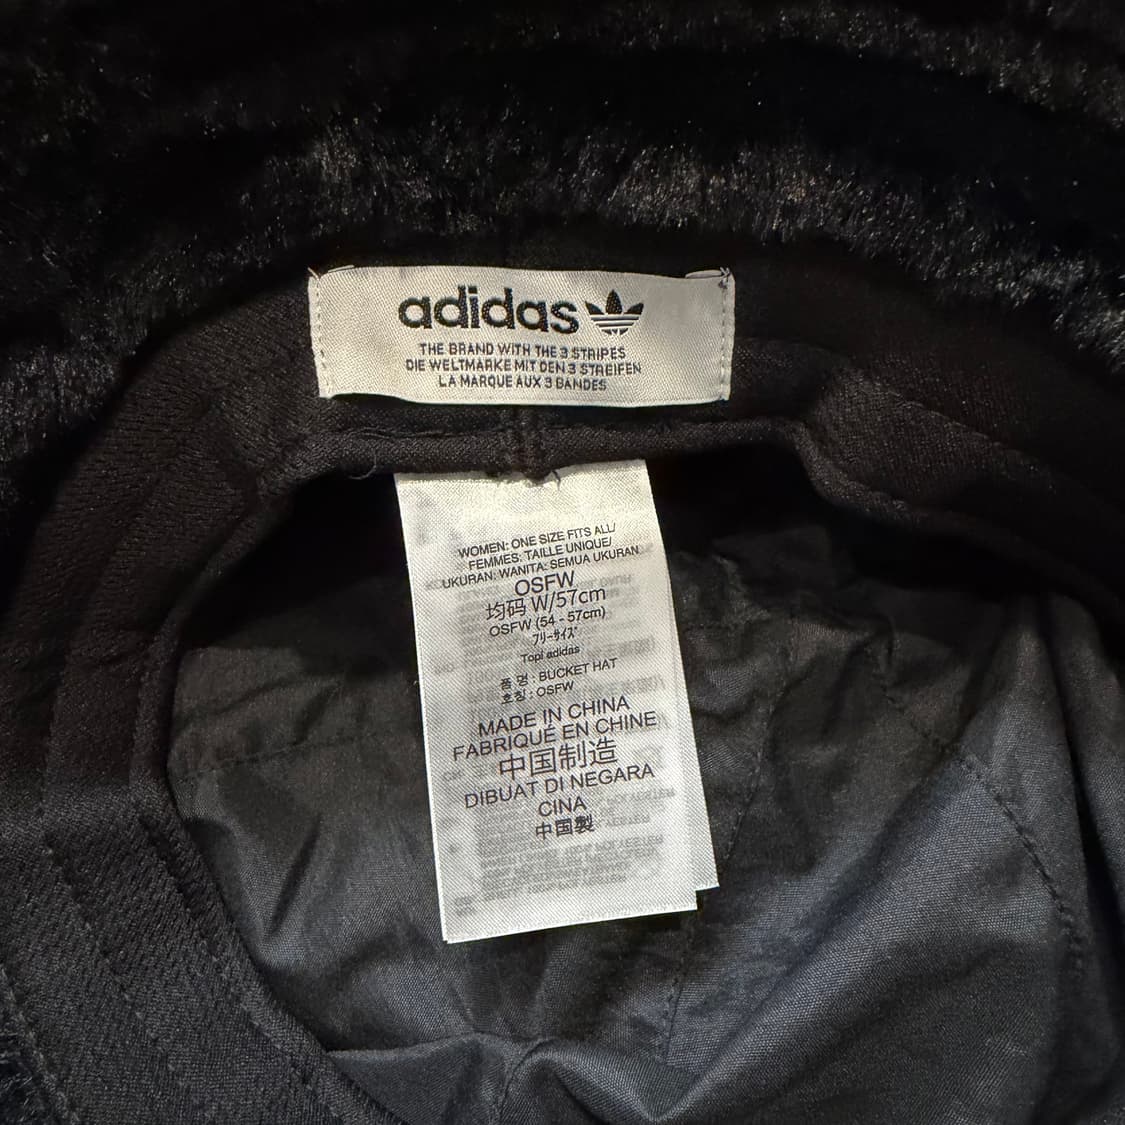 adidas
THE BRAND WITH THE 3 STRIPES
DIE WELTMARKE MIT DEN 3 STREIFEN
LA MARQUE AUX 3 BANDES
WOMEN: ONE SIZE FITS ALL/
FEMMES: TAILLE UNIQUE/
UKURAN: WANITA: SEMUA UKURAN
OSFW
均码 W/57cm
OSFW (54 - 57cm)
フリーサイズ
Topi adidas
품명 : BUCKET HAT
호칭 : OSFW
MADE IN CHINA
FABRIQUÉ EN CHINE
中国制造
DIBUAT DI NEGARA
CINA
中国製